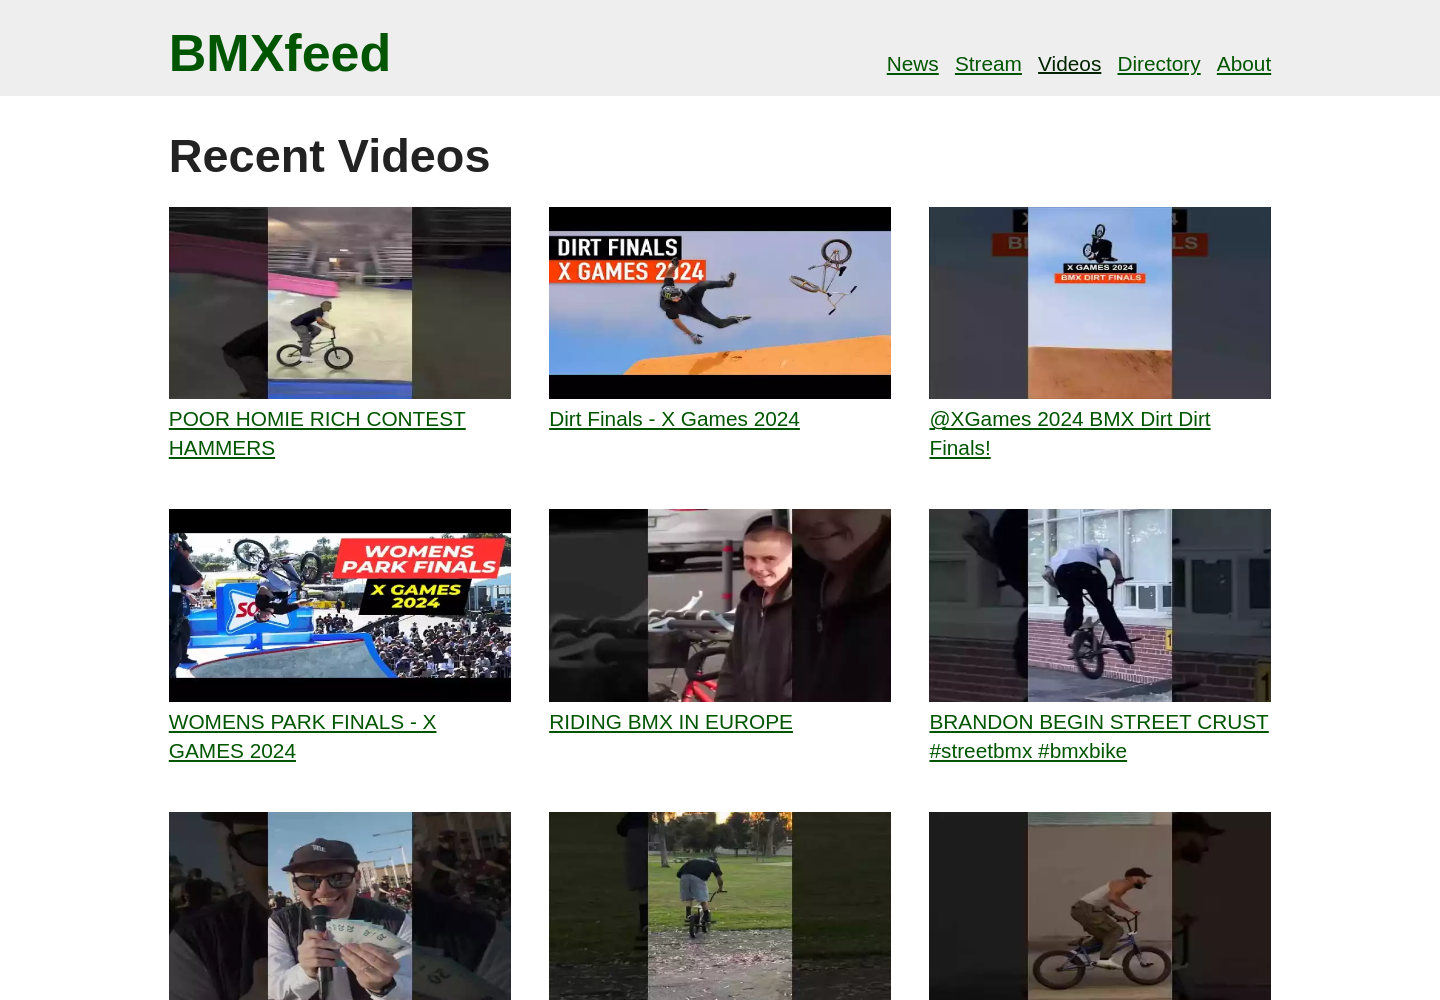 BMXfeed
News Stream Videos Directory About
Recent Videos
DIRT FINALS
X GAMES 2024
X GAMES 2024
BMX DIRT FINALS
POOR HOMIE RICH CONTEST
HAMMERS
Dirt Finals - X Games 2024
@XGames 2024 BMX Dirt Dirt
Finals!
WOMENS
PARK FINALS
X GAMES
2024
WOMENS PARK FINALS - X
GAMES 2024
RIDING BMX IN EUROPE
BRANDON BEGIN STREET CRUST
#streetbmx #bmxbike